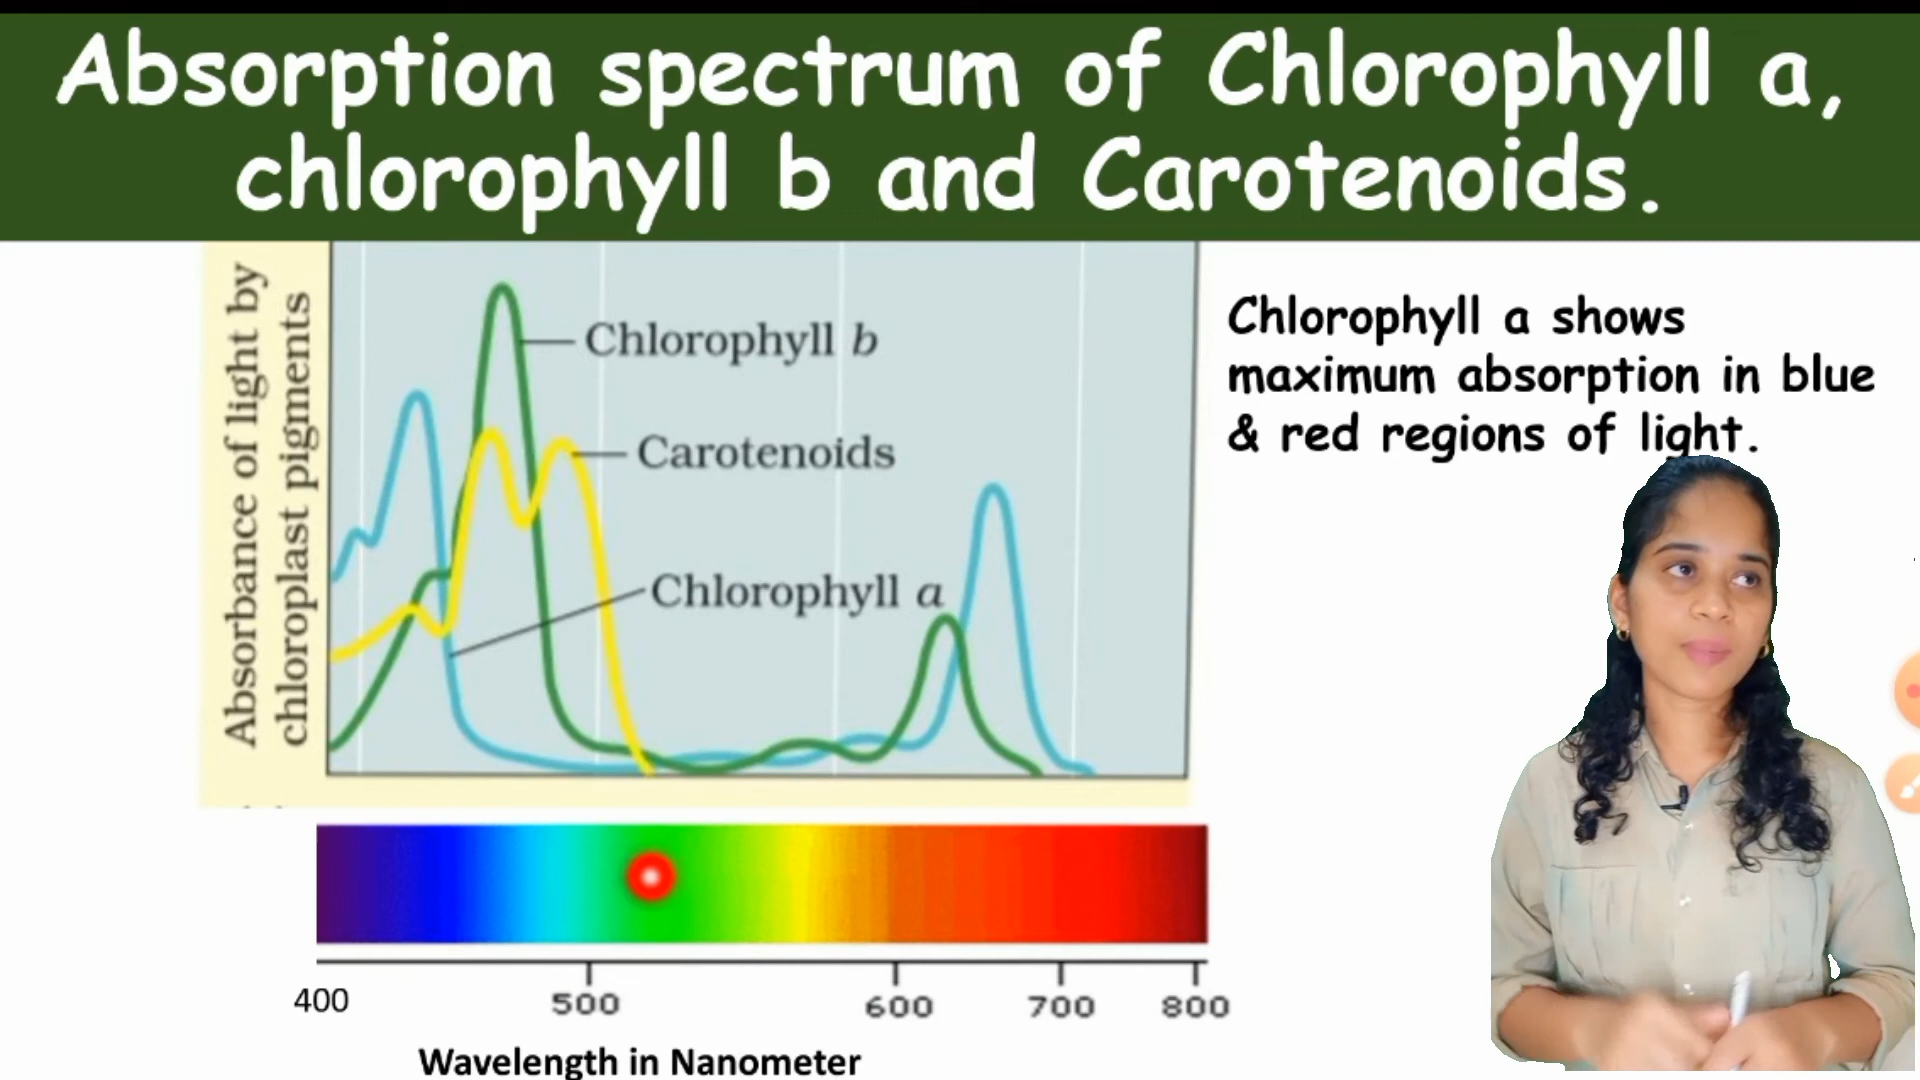 Absorption spectrum of Chlorophyll a,
chlorophyll b and Carotenoids.
Absorbance of light by
chloroplast pigments
Chlorophyll b
Carotenoids
Chlorophyll a
Chlorophyll a shows
maximum absorption in blue
& red regions of light.
400 500 600 700 800
Wavelength in Nanometer